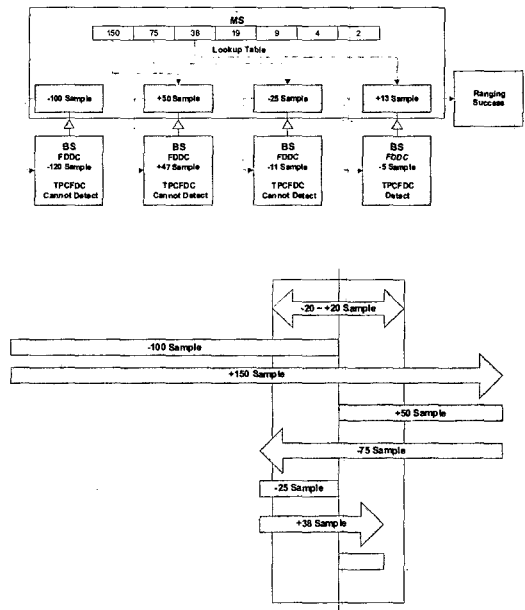 MS
150 75 38 19 9 4 2
Lookup Table
-100 Sample
+50 Sample
-25 Sample
+13 Sample
Ranging
Success
BS
FDDC
-120 Sample
TPCFDC
Cannot Detect
BS
FDDC
+47 Sample
TPCFDC
Cannot Detect
BS
FDDC
-11 Sample
TPCFDC
Cannot Detect
BS
FDDC
-5 Sample
TPCFDC
Detect
-20 ~ +20 Sample
-100 Sample
+150 Sample
+50 Sample
-75 Sample
-25 Sample
+38 Sample